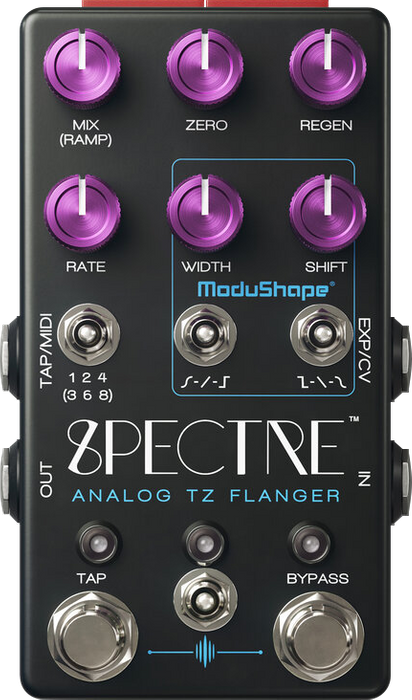 MIX ZERO REGEN
(RAMP)
RATE WIDTH SHIFT
ModuShape®
TAP/MIDI
EXP/CV
1 2 4
(3 6 8)
OUT
SPECTRE™
IN
ANALOG TZ FLANGER
TAP BYPASS